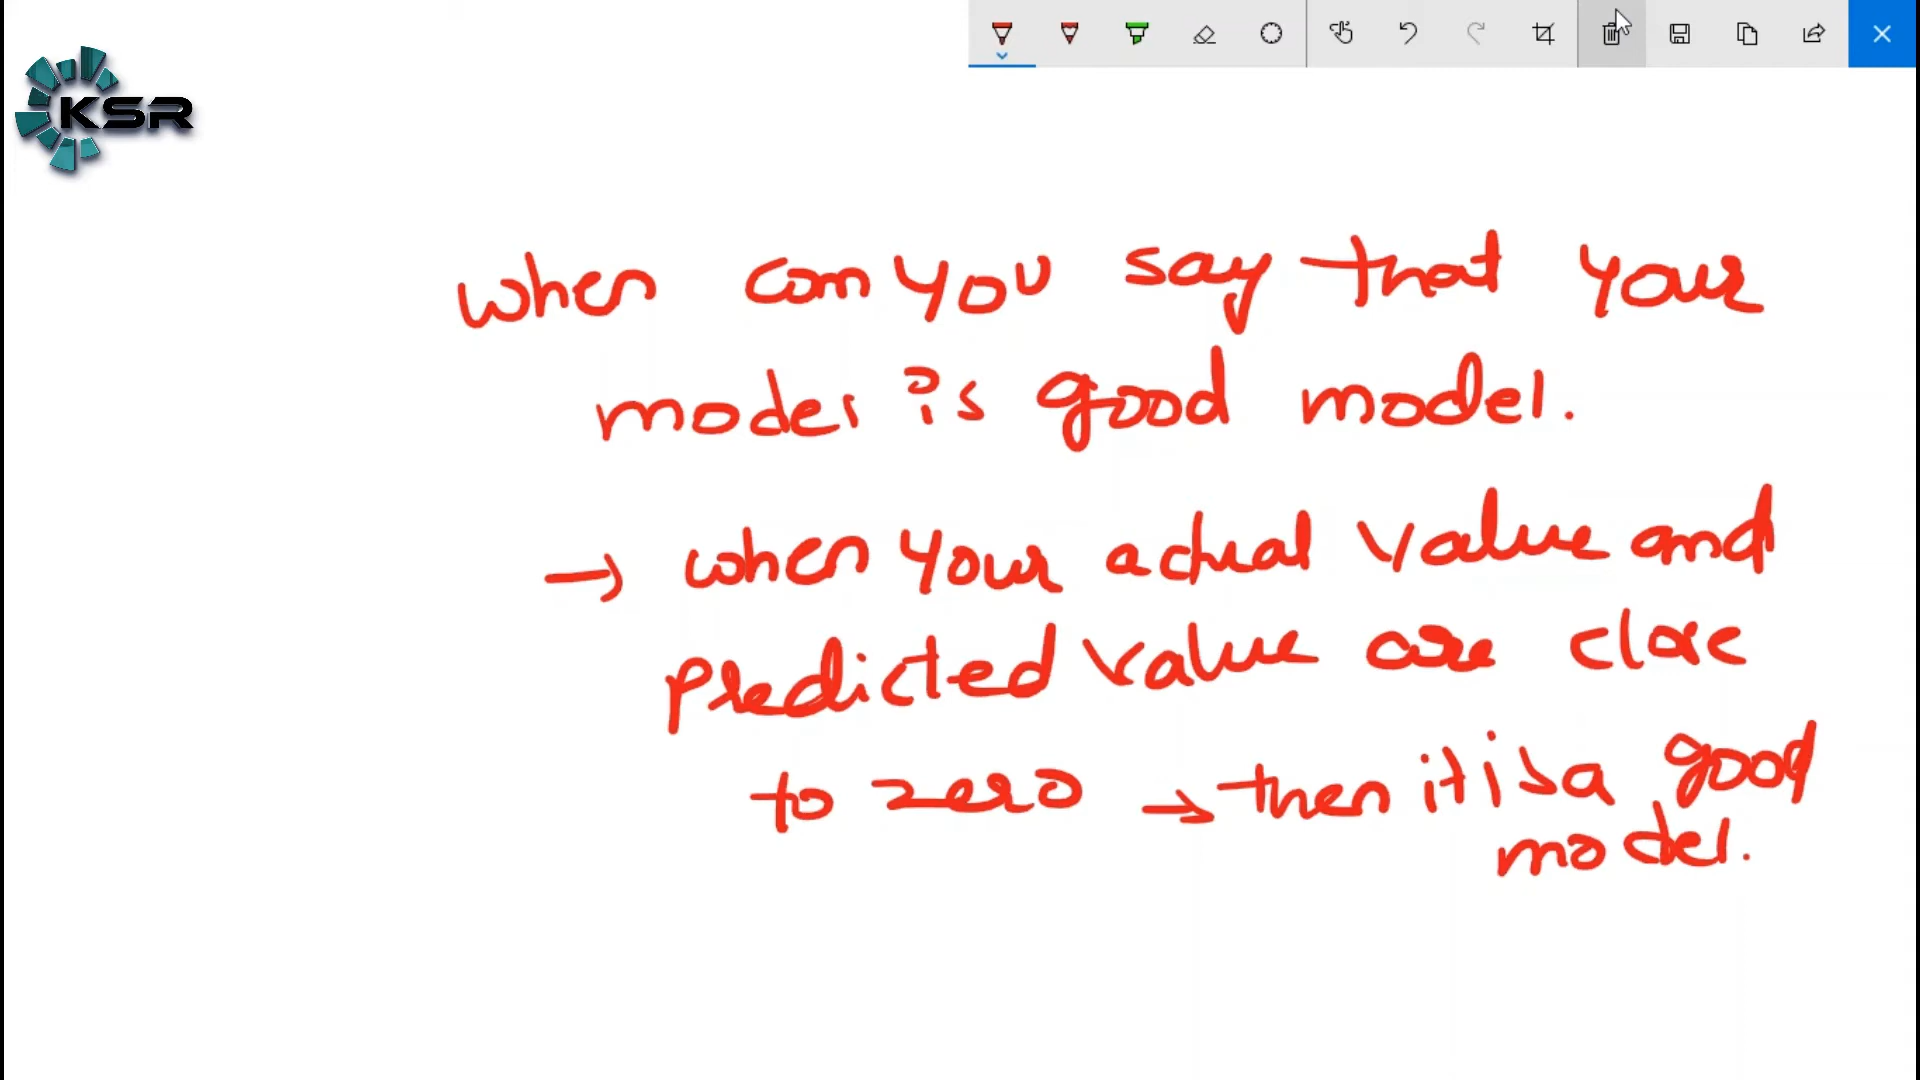 KSR
when can you say that your
model is good model.
→ when your actual value and
predicted value are close
to zero → then it is a good
model.